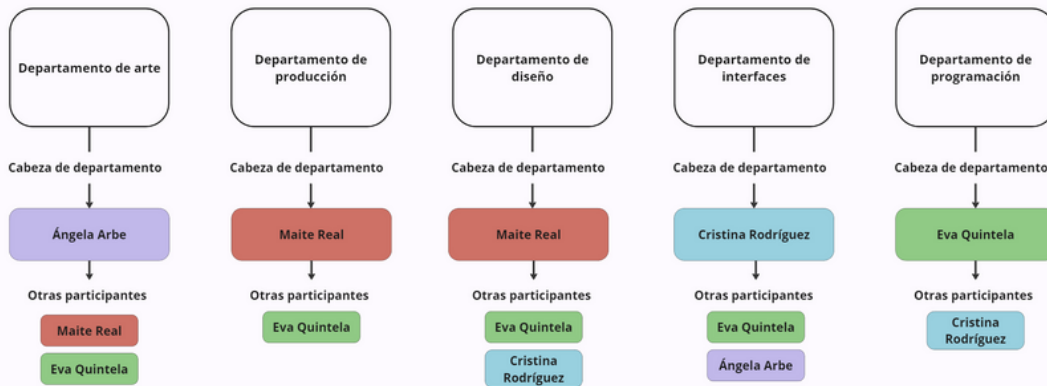 Departamento de arte
Cabeza de departamento
Ángela Arbe
Otras participantes
Maite Real
Eva Quintela
Departamento de
producción
Cabeza de departamento
Maite Real
Otras participantes
Eva Quintela
Departamento de
diseño
Cabeza de departamento
Maite Real
Otras participantes
Eva Quintela
Cristina
Rodríguez
Departamento de
interfaces
Cabeza de departamento
Cristina Rodríguez
Otras participantes
Eva Quintela
Ángela Arbe
Departamento de
programación
Cabeza de departamento
Eva Quintela
Otras participantes
Cristina
Rodríguez